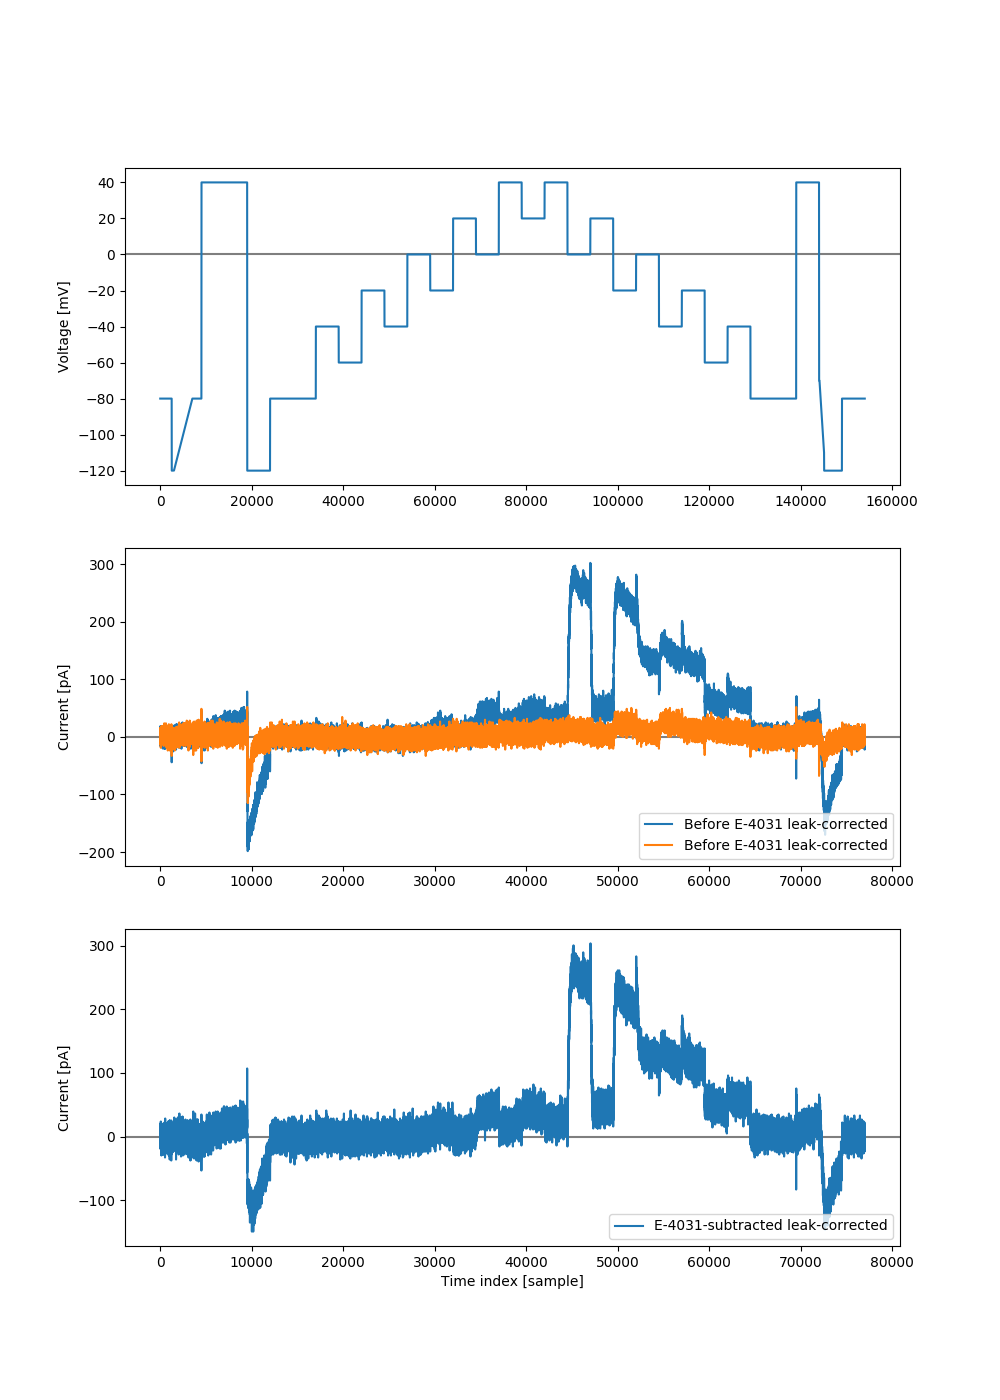 40
20
0
−20
−40
−60
−80
−100
−120
Voltage [mV]
0 20000 40000 60000 80000 100000 120000 140000 160000
300
200
100
0
−100
−200
Current [pA]
Before E-4031 leak-corrected
Before E-4031 leak-corrected
0 10000 20000 30000 40000 50000 60000 70000 80000
300
200
100
0
−100
Current [pA]
E-4031-subtracted leak-corrected
0 10000 20000 30000 40000 50000 60000 70000 80000
Time index [sample]